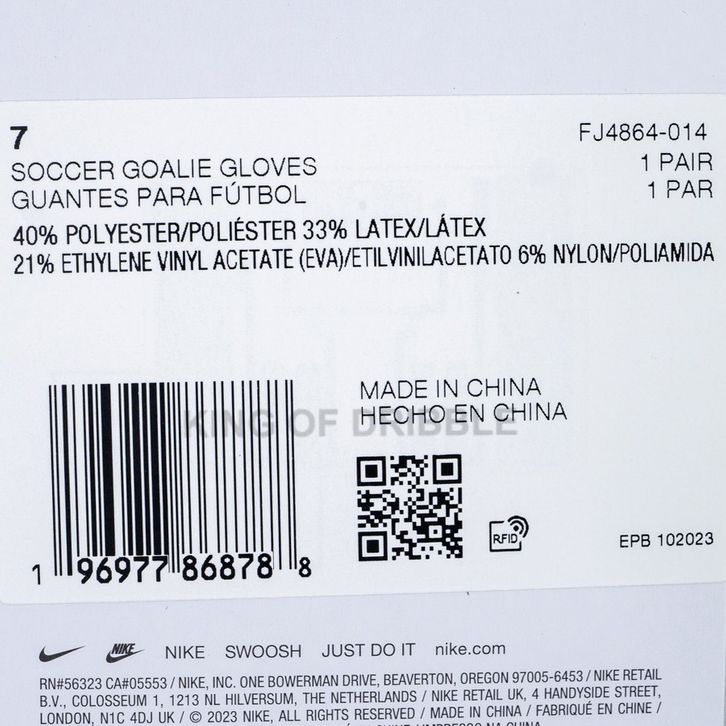 7
FJ4864-014
SOCCER GOALIE GLOVES
1 PAIR
GUANTES PARA FÚTBOL
1 PAR
40% POLYESTER/POLIÉSTER 33% LATEX/LÁTEX
21% ETHYLENE VINYL ACETATE (EVA)/ETILVINILACETATO 6% NYLON/POLIAMIDA
MADE IN CHINA
HECHO EN CHINA
KING OF DRIBBLE
RFID
EPB 102023
1 96977 86878 8
NIKE NIKE SWOOSH JUST DO IT nike.com
RN#56323 CA#05553 / NIKE, INC. ONE BOWERMAN DRIVE, BEAVERTON, OREGON 97005-6453 / NIKE RETAIL
B.V., COLOSSEUM 1, 1213 NL HILVERSUM, THE NETHERLANDS / NIKE RETAIL UK, 4 HANDYSIDE STREET,
LONDON, N1C 4DJ UK / © 2023 NIKE, ALL RIGHTS RESERVED / MADE IN CHINA / FABRIQUÉ EN CHINE /